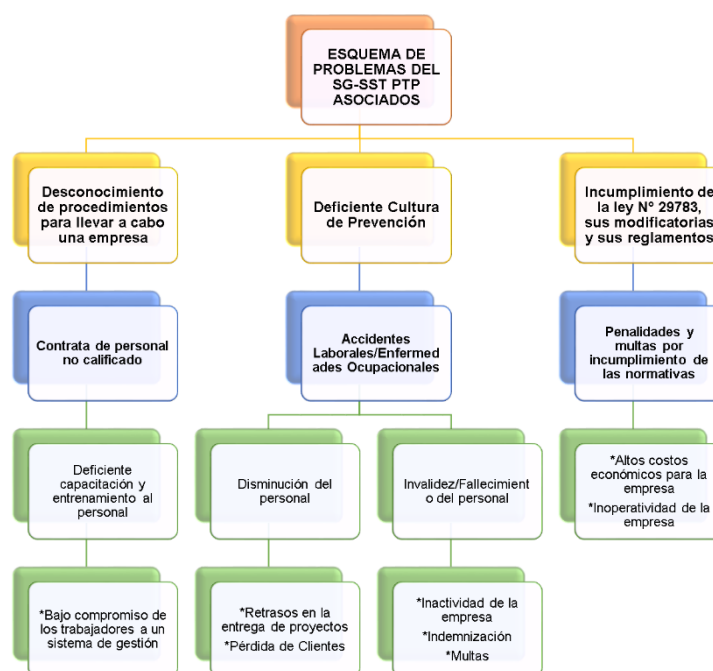 ESQUEMA DE
PROBLEMAS DEL
SG-SST PTP
ASOCIADOS
Desconocimiento
de procedimientos
para llevar a cabo
una empresa
Deficiente Cultura
de Prevención
Incumplimiento de
la ley N° 29783,
sus modificatorias
y sus reglamentos
Contrata de personal
no calificado
Accidentes
Laborales/Enfermed
ades Ocupacionales
Penalidades y
multas por
incumplimiento de
las normativas
Deficiente
capacitación y
entrenamiento al
personal
Disminución del
personal
Invalidez/Fallecimient
o del personal
*Altos costos
económicos para la
empresa
*Inoperatividad de la
empresa
*Bajo compromiso de
los trabajadores a un
sistema de gestión
*Retrasos en la
entrega de proyectos
*Pérdida de Clientes
*Inactividad de la
empresa
*Indemnización
*Multas